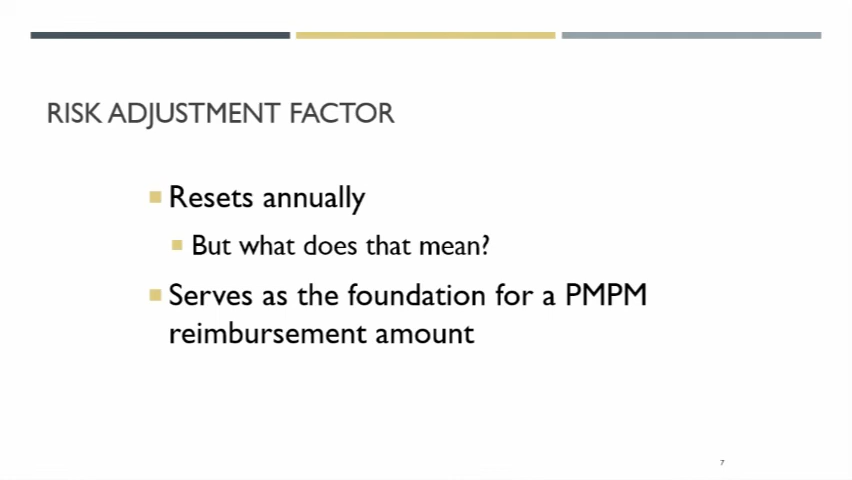 RISK ADJUSTMENT FACTOR
Resets annually
But what does that mean?
Serves as the foundation for a PMPM
reimbursement amount
7